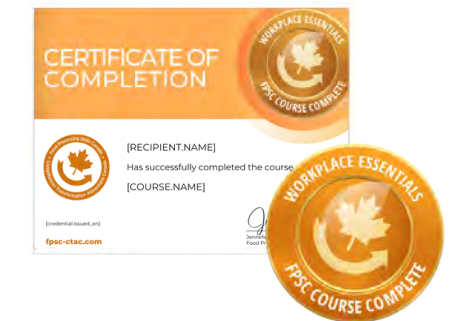 CERTIFICATE OF
COMPLETION
WORKPLACE ESSENTIALS
FPSC COURSE COMPLETE
[RECIPIENT.NAME]
Has successfully completed the course
[COURSE.NAME]
[credential.issued_on]
fpsc-ctac.com
Food
WORKPLACE ESSENTIALS
FPSC COURSE COMPLETE